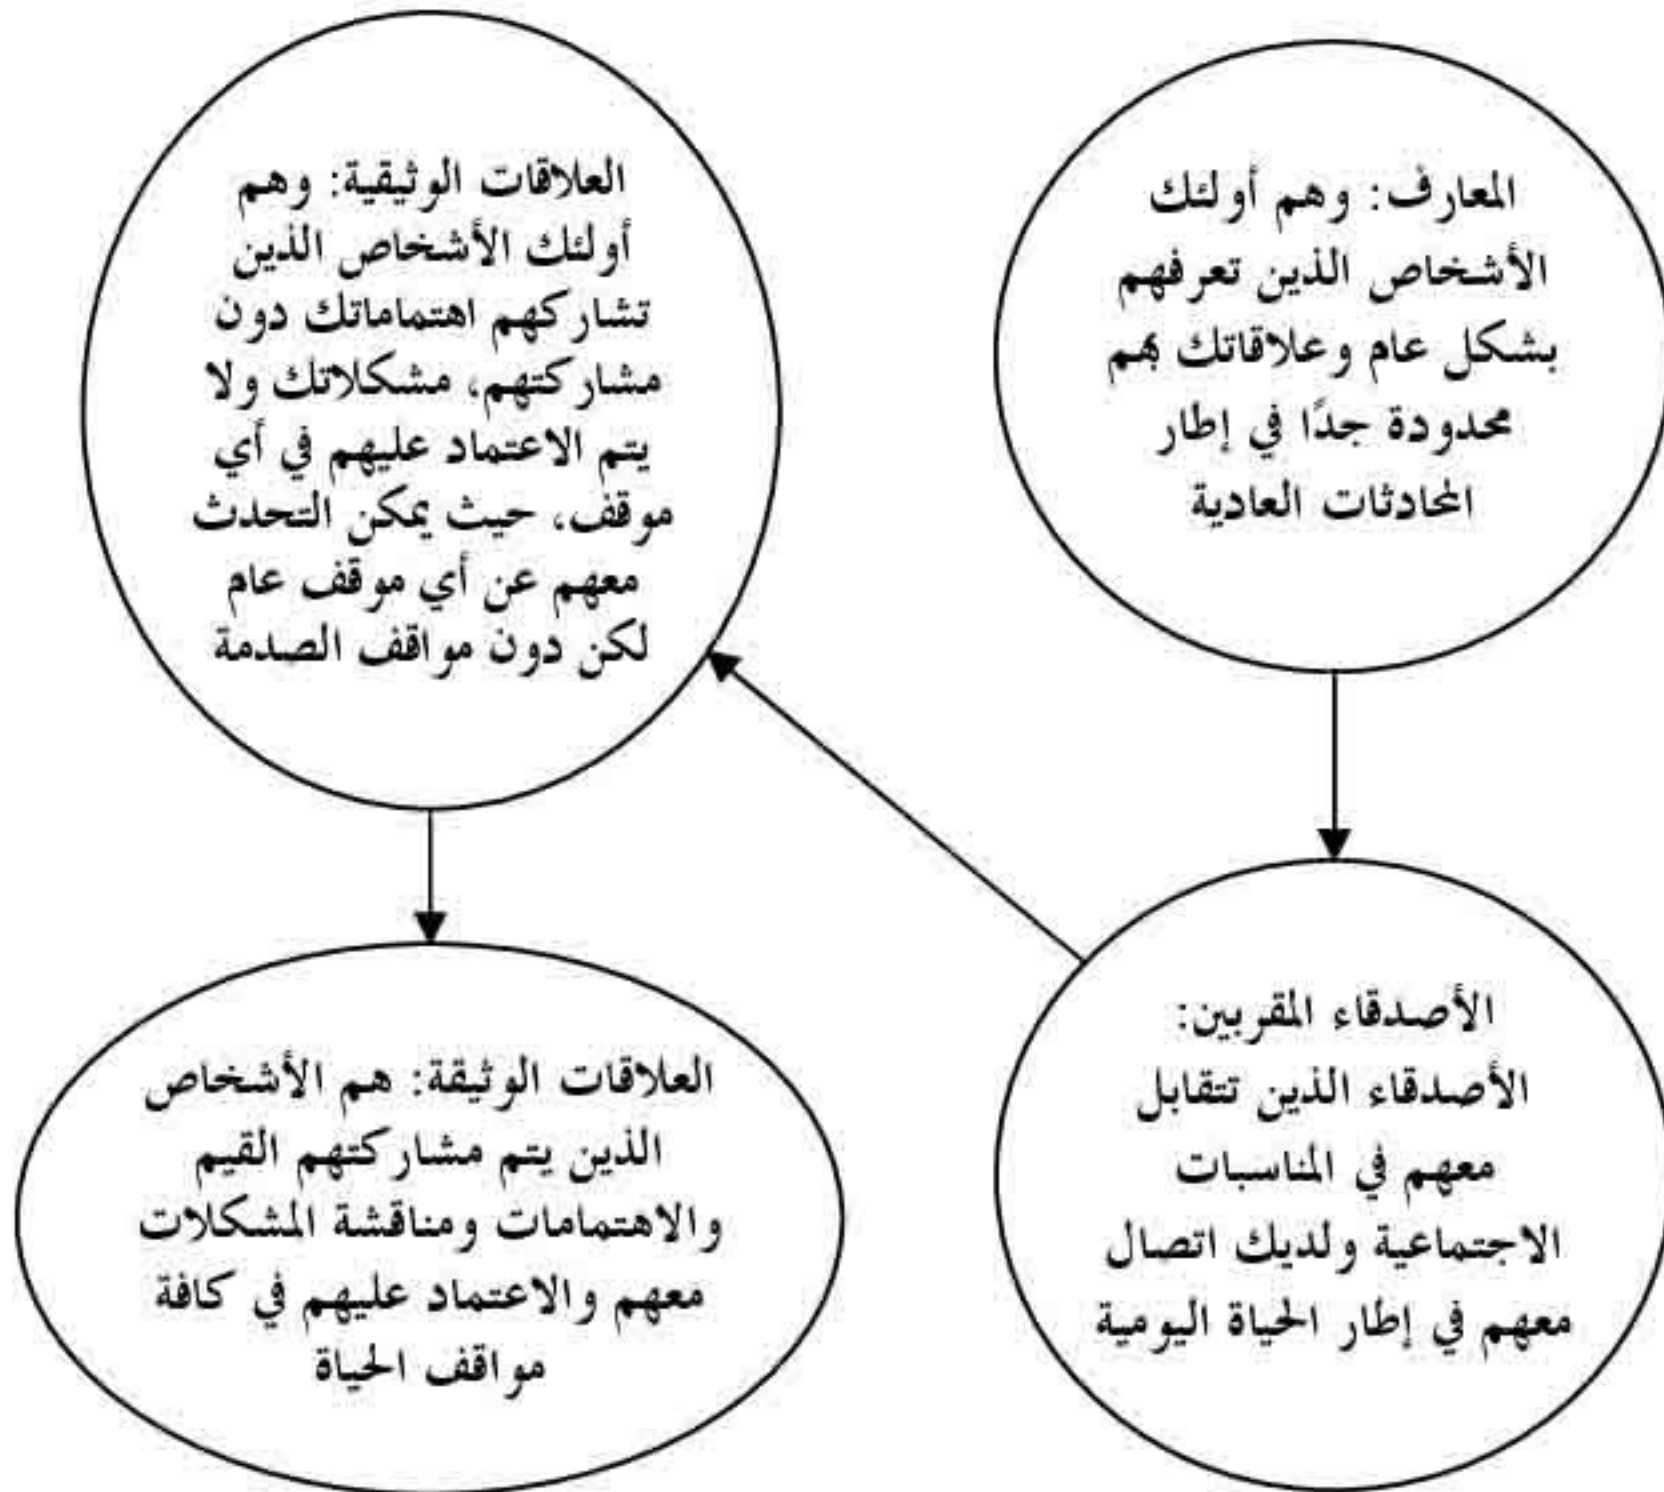 المعارف: وهم أولئك
الأشخاص الذين تعرفهم
بشكل عام وعلاقاتك بهم
محدودة جدًا في إطار
المحادثات العادية
الأصدقاء المقربين:
الأصدقاء الذين تتقابل
معهم في المناسبات
الاجتماعية ولديك اتصال
معهم في إطار الحياة اليومية
العلاقات الوثيقية: وهم
أولئك الأشخاص الذين
تشاركهم اهتماماتك دون
مشاركتهم، مشكلاتك ولا
يتم الاعتماد عليهم في أي
موقف، حيث يمكن التحدث
معهم عن أي موقف عام
لكن دون مواقف الصدمة
العلاقات الوثيقة: هم الأشخاص
الذين يتم مشاركتهم القيم
والاهتمامات ومناقشة المشكلات
معهم والاعتماد عليهم في كافة
مواقف الحياة